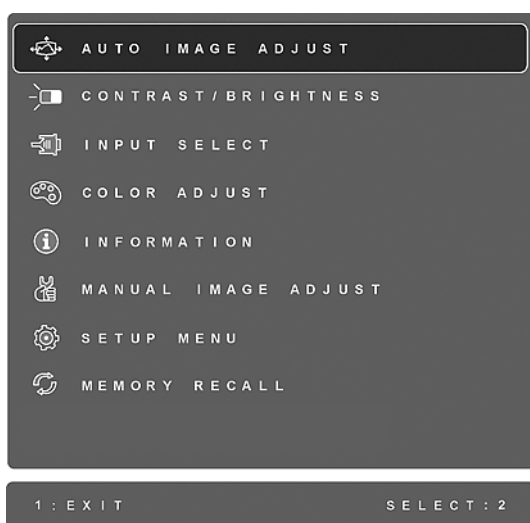 AUTO IMAGE ADJUST
CONTRAST/BRIGHTNESS
INPUT SELECT
COLOR ADJUST
INFORMATION
MANUAL IMAGE ADJUST
SETUP MENU
MEMORY RECALL
1:EXIT SELECT:2